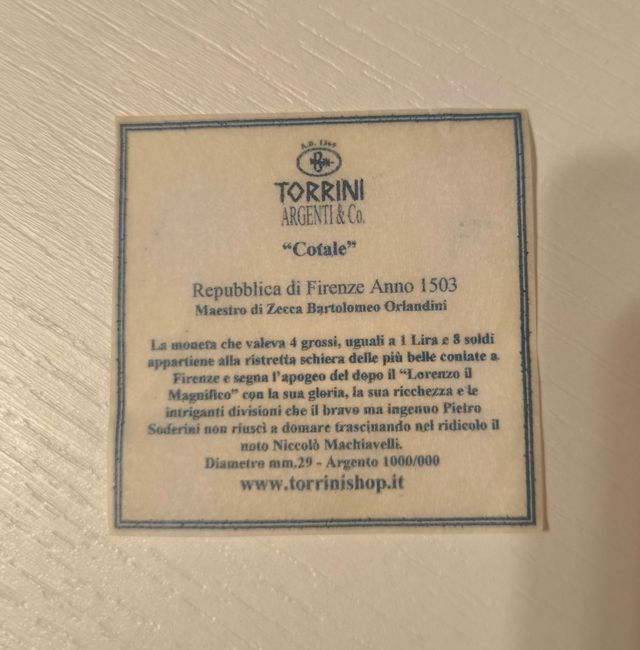 A.D. 1369
TORRINI
ARGENTI & Co.
“Cotale”
Repubblica di Firenze Anno 1503
Maestro di Zecca Bartolomeo Orlandini
La moneta che valeva 4 grossi, uguali a 1 Lira e 8 soldi
appartiene alla ristretta schiera delle più belle coniate a
Firenze e segna l’apogeo del dopo il “Lorenzo il
Magnifico” con la sua gloria, la sua ricchezza e le
intriganti divisioni che il bravo ma ingenuo Pietro
Soderini non riuscì a domare trascinando nel ridicolo il
noto Niccolò Machiavelli.
Diametro mm.29 - Argento 1000/000
www.torrinishop.it